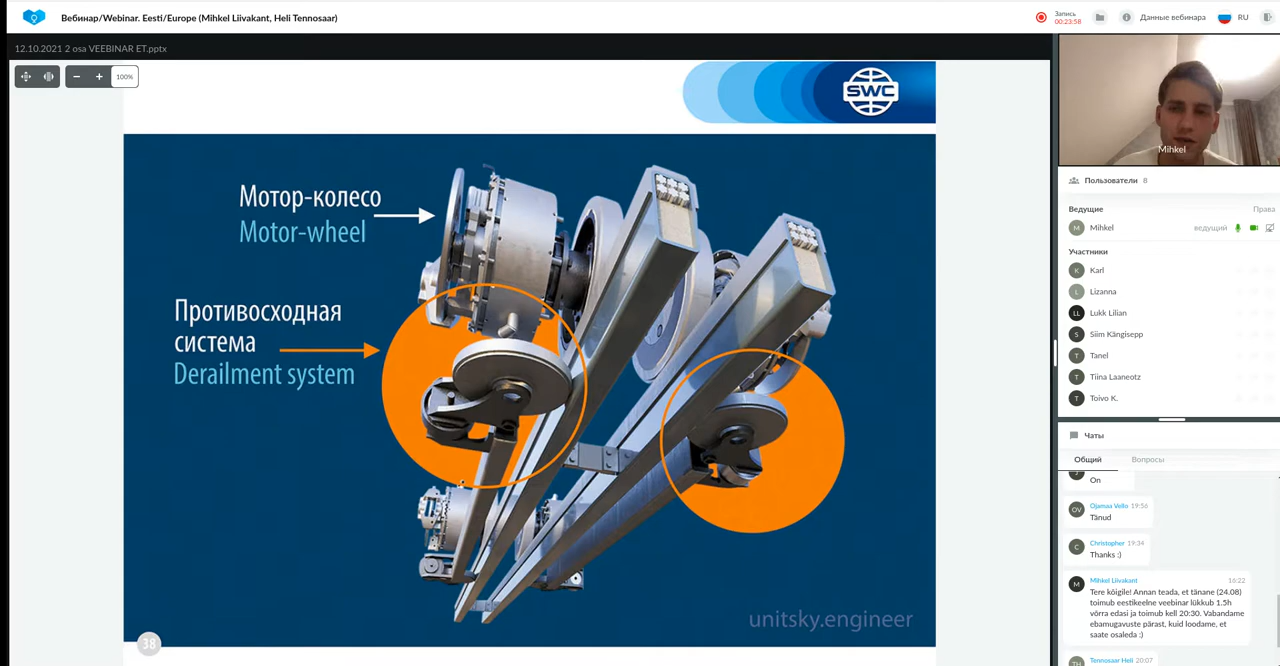 Вебинар/Webinar. Eesti/Europe (Mihkel Liivakant, Heli Tennosaar)
Запись
00:23:58
Данные вебинара
RU
12.10.2021 2 osa VEEBINAR ET.pptx
100%
SWC
Мотор-колесо
Motor-wheel
Противосходная
система
Derailment system
unitsky.engineer
38
Mihkel
Пользователи 8
Ведущие
Права
M
Mihkel
ведущий
Участники
K
Karl
L
Lizanna
LL
Lukk Lilian
S
Siim Kängisepp
T
Tanel
T
Tiina Laaneotz
T
Toivo K.
Чаты
Общий
Вопросы
On
OV
Ojamaa Vello 19:56
Tänud
C
Christopher 19:34
Thanks :)
M
Mihkel Liivakant
16:22
Tere kõigile! Annan teada, et tänane (24.08)
toimub eestikeelne veebinar lükkub 1.5h
võrra edasi ja toimub kell 20:30. Vabandame
ebamugavuste pärast, kuid loodame, et
saate osaleda :)
TH
Tennosaar Heli 20:07